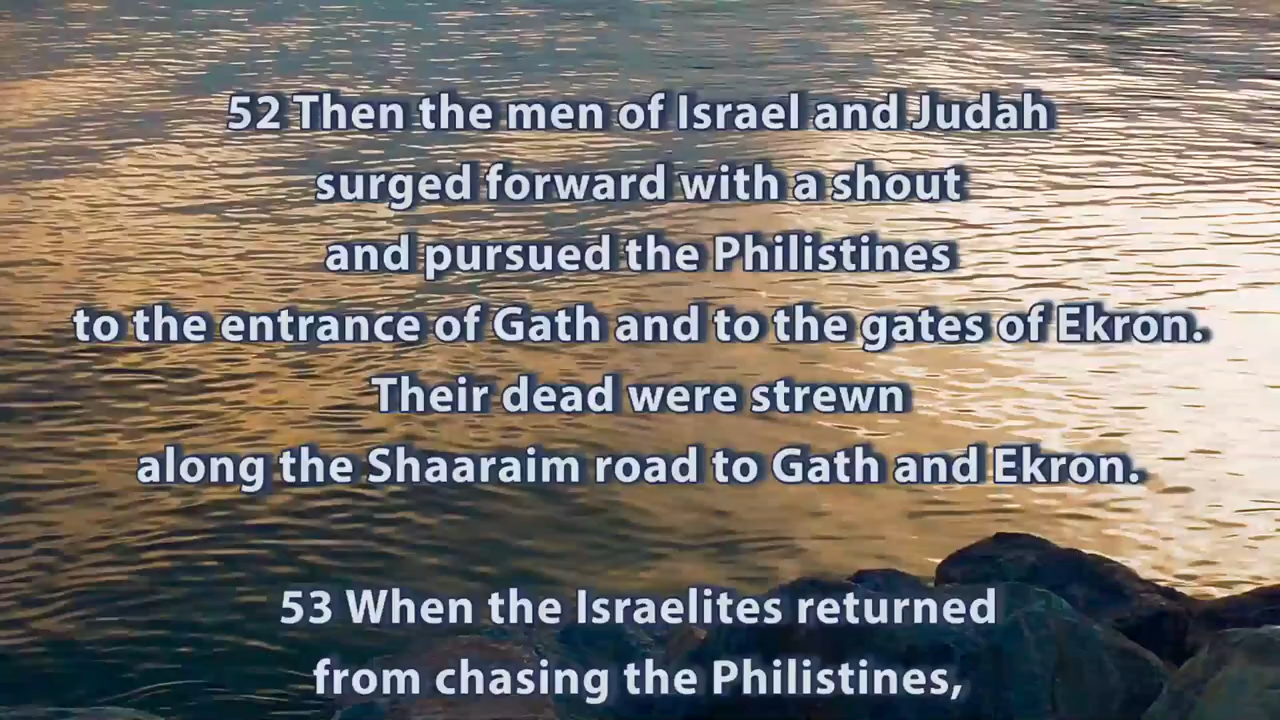 52 Then the men of Israel and Judah
surged forward with a shout
and pursued the Philistines
to the entrance of Gath and to the gates of Ekron.
Their dead were strewn
along the Shaaraim road to Gath and Ekron.
53 When the Israelites returned
from chasing the Philistines,